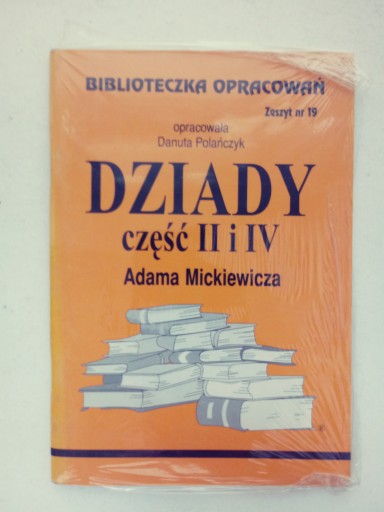 BIBLIOTECZKA OPRACOWAŃ
Zeszyt nr 19
opracowała
Danuta Polańczyk
DZIADY
część II i IV
Adama Mickiewicza